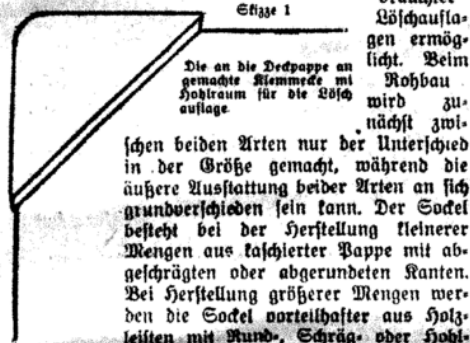 Skizze 1
Die an die Deckpappe an
gemachte Klemmecke mi
Hohlraum für die Lösch
auflage
Löschaufla-
gen ermög-
licht. Beim
Rohbau
wird zu-
nächst zwi-
schen beiden Arten nur der Unterschied
in der Größe gemacht, während die
äußere Ausstattung beider Arten an sich
grundverschieden sein kann. Der Sockel
besteht bei der Herstellung kleinerer
Mengen aus kaschierter Pappe mit ab-
geschrägten oder abgerundeten Kanten.
Bei Herstellung größerer Mengen wer-
den die Sockel vorteilhafter aus Holz-
leisten mit Rund-, Schräg- oder Hohl-